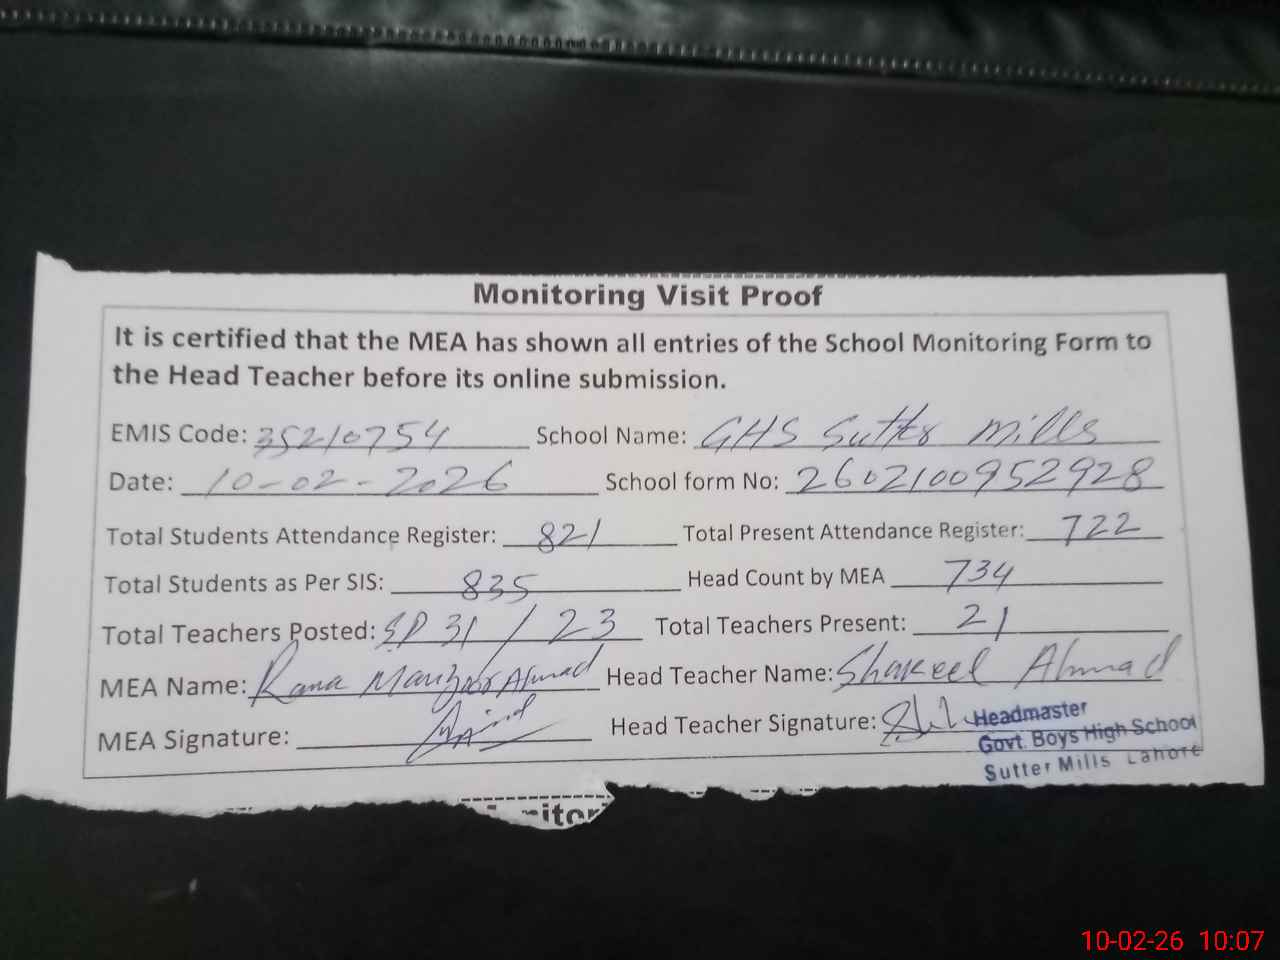 Monitoring Visit Proof
It is certified that the MEA has shown all entries of the School Monitoring Form to
the Head Teacher before its online submission.
EMIS Code: 35210754 School Name: GHS Sutter Mills
Date: 10-02-2026 School form No: 2602100952928
Total Students Attendance Register: 821 Total Present Attendance Register: 722
Total Students as Per SIS: 835 Head Count by MEA 734
Total Teachers Posted: SP 31 / 23 Total Teachers Present: 21
MEA Name: Rana Manzoor Ahmad Head Teacher Name: Shakeel Ahmad
MEA Signature: Head Teacher Signature:
Headmaster
Govt. Boys High School
Sutter Mills Lahore
10-02-26 10:07